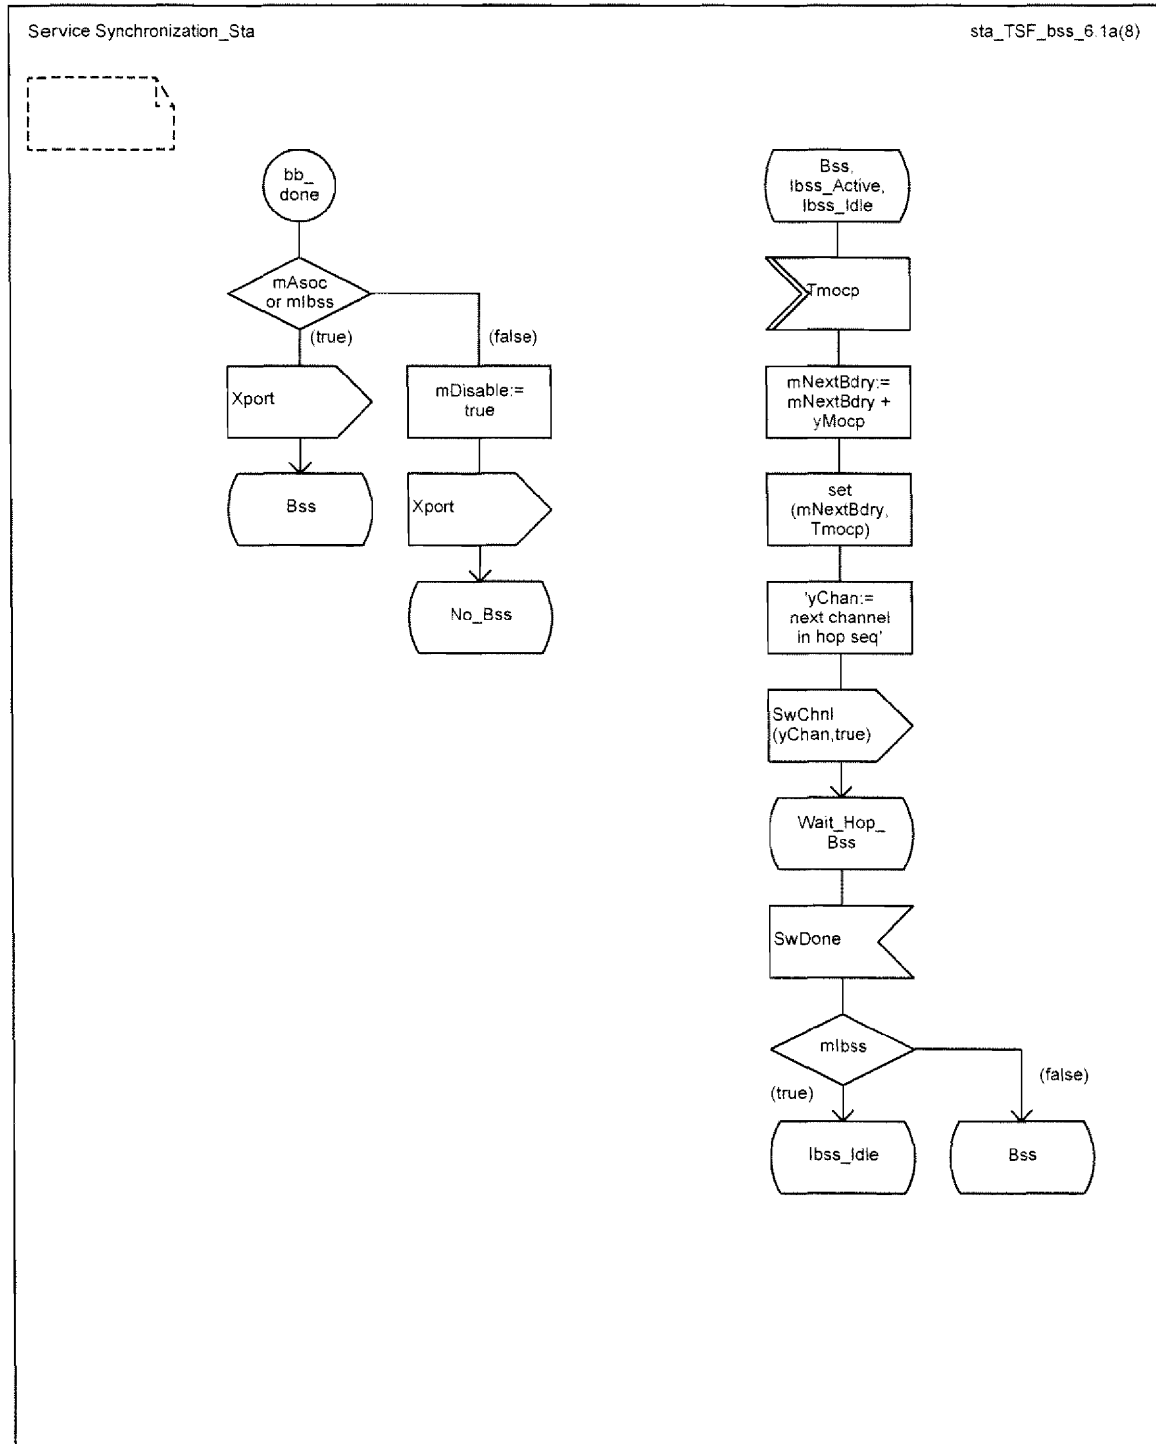 Service Synchronization_Sta
sta_TSF_bss_6.1a(8)
bb_
done
mAsoc
or mIbss
(true)
(false)
Xport
mDisable:=
true
Bss
Xport
No_Bss
Bss,
Ibss_Active,
Ibss_Idle
Tmocp
mNextBdry:=
mNextBdry +
yMocp
set
(mNextBdry,
Tmocp)
'yChan:=
next channel
in hop seq'
SwChnl
(yChan,true)
Wait_Hop_
Bss
SwDone
mIbss
(true)
(false)
Ibss_Idle
Bss